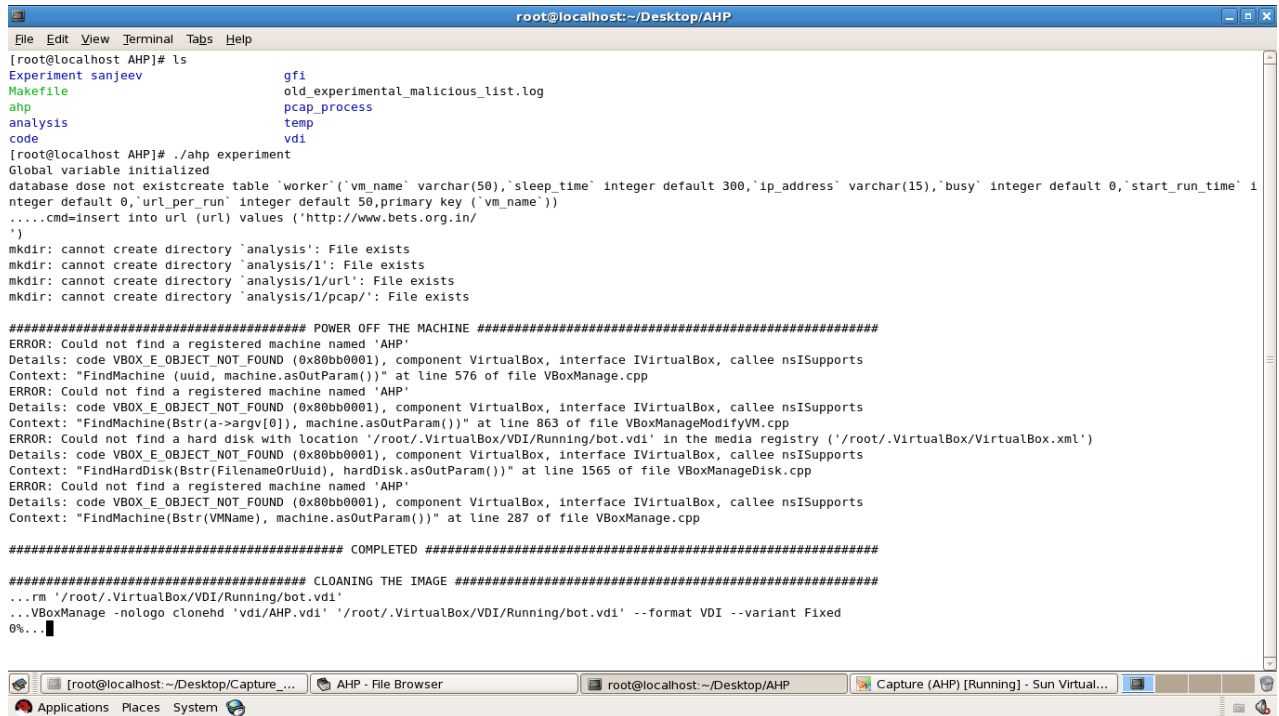 root@localhost:~/Desktop/AHP
File Edit View Terminal Tabs Help
[root@localhost AHP]# ls
Experiment sanjeev gfi
Makefile old_experimental_malicious_list.log
ahp pcap_process
analysis temp
code vdi
[root@localhost AHP]# ./ahp experiment
Global variable initialized
database dose not existcreate table `worker`(`vm_name` varchar(50),`sleep_time` integer default 300,`ip_address` varchar(15),`busy` integer default 0,`start_run_time` i
nteger default 0,`url_per_run` integer default 50,primary key (`vm_name`))
.....cmd=insert into url (url) values ('http://www.bets.org.in/
')
mkdir: cannot create directory `analysis': File exists
mkdir: cannot create directory `analysis/1': File exists
mkdir: cannot create directory `analysis/1/url': File exists
mkdir: cannot create directory `analysis/1/pcap/': File exists
######################################## POWER OFF THE MACHINE ######################################################
ERROR: Could not find a registered machine named 'AHP'
Details: code VBOX_E_OBJECT_NOT_FOUND (0x80bb0001), component VirtualBox, interface IVirtualBox, callee nsISupports
Context: "FindMachine (uuid, machine.asOutParam())" at line 576 of file VBoxManage.cpp
ERROR: Could not find a registered machine named 'AHP'
Details: code VBOX_E_OBJECT_NOT_FOUND (0x80bb0001), component VirtualBox, interface IVirtualBox, callee nsISupports
Context: "FindMachine(Bstr(a->argv[0]), machine.asOutParam())" at line 863 of file VBoxManageModifyVM.cpp
ERROR: Could not find a hard disk with location '/root/.VirtualBox/VDI/Running/bot.vdi' in the media registry ('/root/.VirtualBox/VirtualBox.xml')
Details: code VBOX_E_OBJECT_NOT_FOUND (0x80bb0001), component VirtualBox, interface IVirtualBox, callee nsISupports
Context: "FindHardDisk(Bstr(FilenameOrUuid), hardDisk.asOutParam())" at line 1565 of file VBoxManageDisk.cpp
ERROR: Could not find a registered machine named 'AHP'
Details: code VBOX_E_OBJECT_NOT_FOUND (0x80bb0001), component VirtualBox, interface IVirtualBox, callee nsISupports
Context: "FindMachine(Bstr(VMName), machine.asOutParam())" at line 287 of file VBoxManage.cpp
############################################# COMPLETED #############################################################
######################################## CLOANING THE IMAGE #########################################################
...rm '/root/.VirtualBox/VDI/Running/bot.vdi'
...VBoxManage -nologo clonehd 'vdi/AHP.vdi' '/root/.VirtualBox/VDI/Running/bot.vdi' --format VDI --variant Fixed
0%...
[root@localhost:~/Desktop/Capture_... AHP - File Browser root@localhost:~/Desktop/AHP Capture (AHP) [Running] - Sun Virtual...
Applications Places System